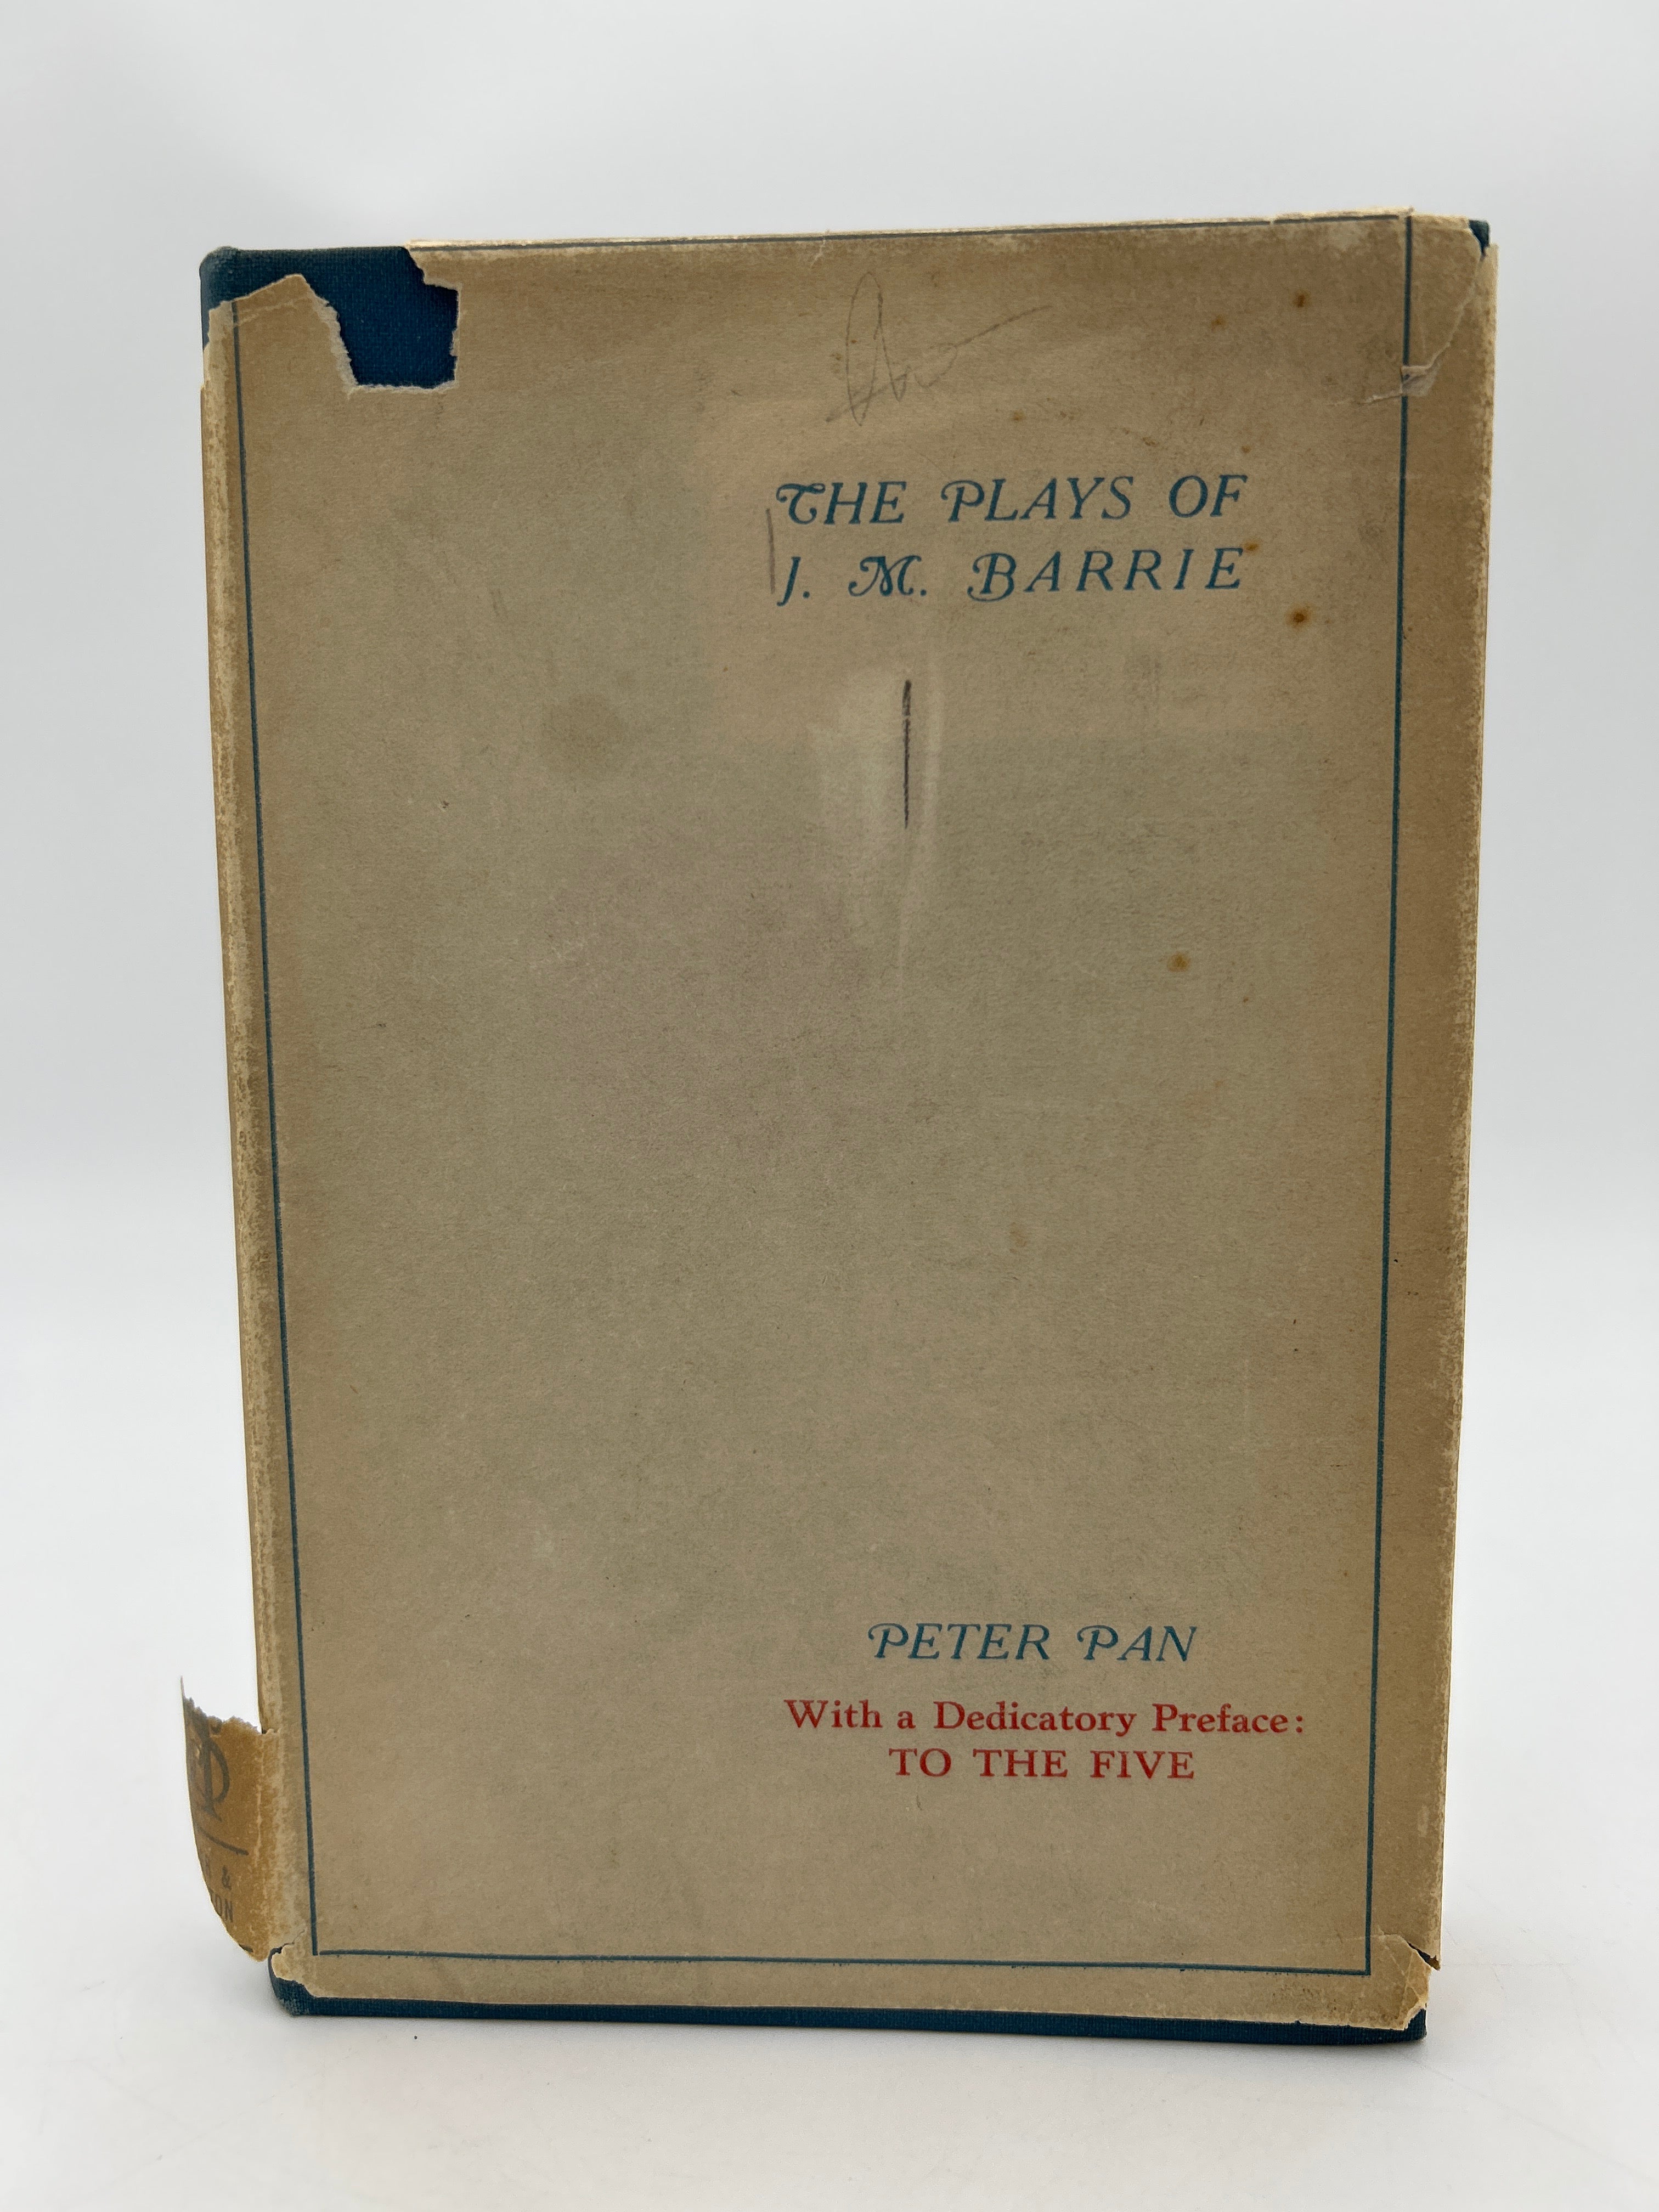 THE PLAYS OF
J. M. BARRIE
PETER PAN
With a Dedicatory Preface:
TO THE FIVE
&